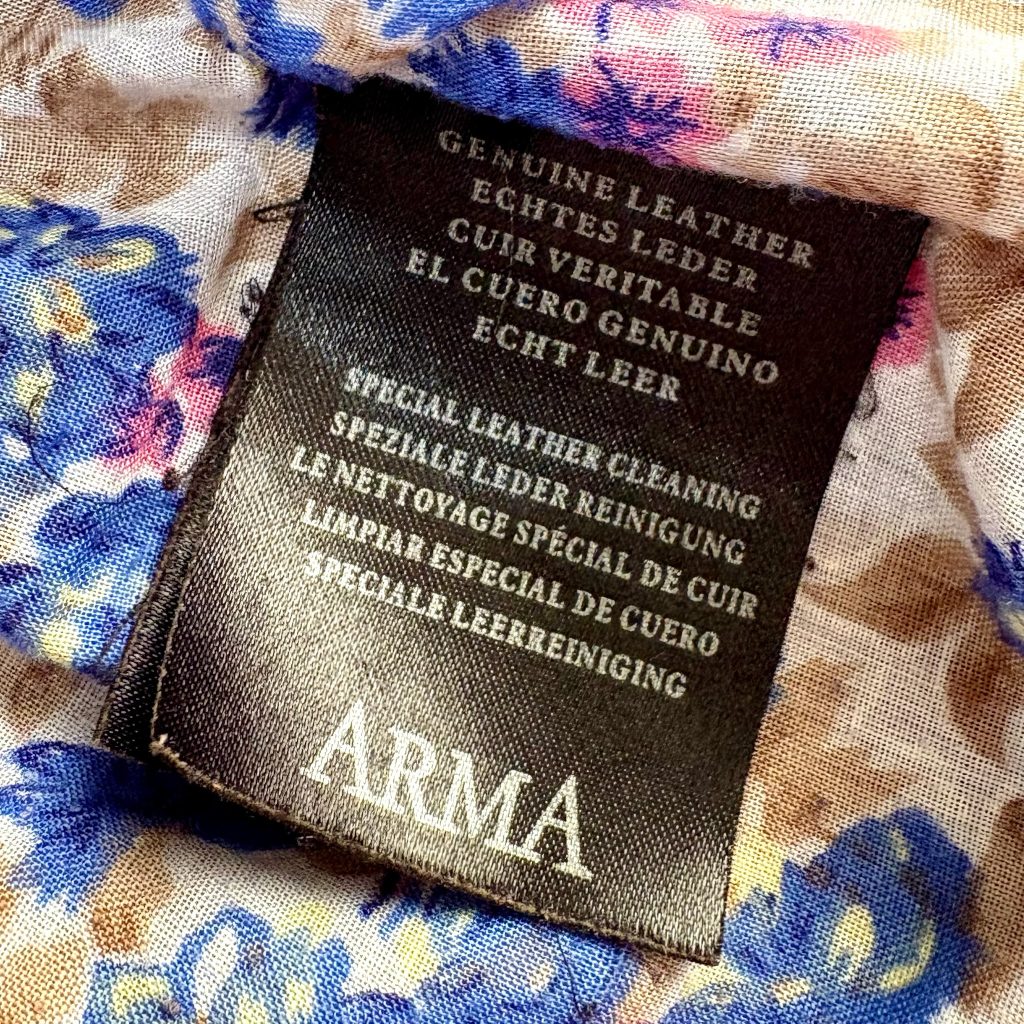 GENUINE LEATHER
ECHTES LEDER
CUIR VERITABLE
EL CUERO GENUINO
ECHT LEER
SPECIAL LEATHER CLEANING
SPEZIALE LEDER REINIGUNG
LE NETTOYAGE SPÉCIAL DE CUIR
LIMPIAR ESPECIAL DE CUERO
SPECIALE LEERREINIGING
ARMA